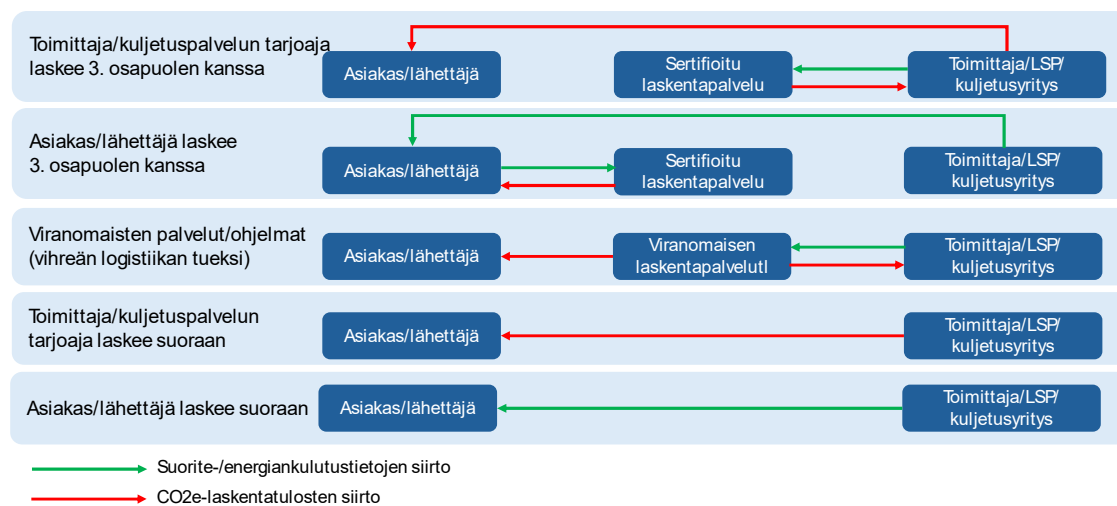 Toimittaja/kuljetuspalvelun tarjoaja
laskee 3. osapuolen kanssa
Asiakas/lähettäjä
Sertifioitu
laskentapalvelu
Toimittaja/LSP/
kuljetusyritys
Asiakas/lähettäjä laskee
3. osapuolen kanssa
Asiakas/lähettäjä
Sertifioitu
laskentapalvelu
Toimittaja/LSP/
kuljetusyritys
Viranomaisten palvelut/ohjelmat
(vihreän logistiikan tueksi)
Asiakas/lähettäjä
Viranomaisen
laskentapalvelutl
Toimittaja/LSP/
kuljetusyritys
Toimittaja/kuljetuspalvelun
tarjoaja laskee suoraan
Asiakas/lähettäjä
Toimittaja/LSP/
kuljetusyritys
Asiakas/lähettäjä laskee suoraan
Asiakas/lähettäjä
Toimittaja/LSP/
kuljetusyritys
Suorite-/energiankulutustietojen siirto
CO2e-laskentatulosten siirto